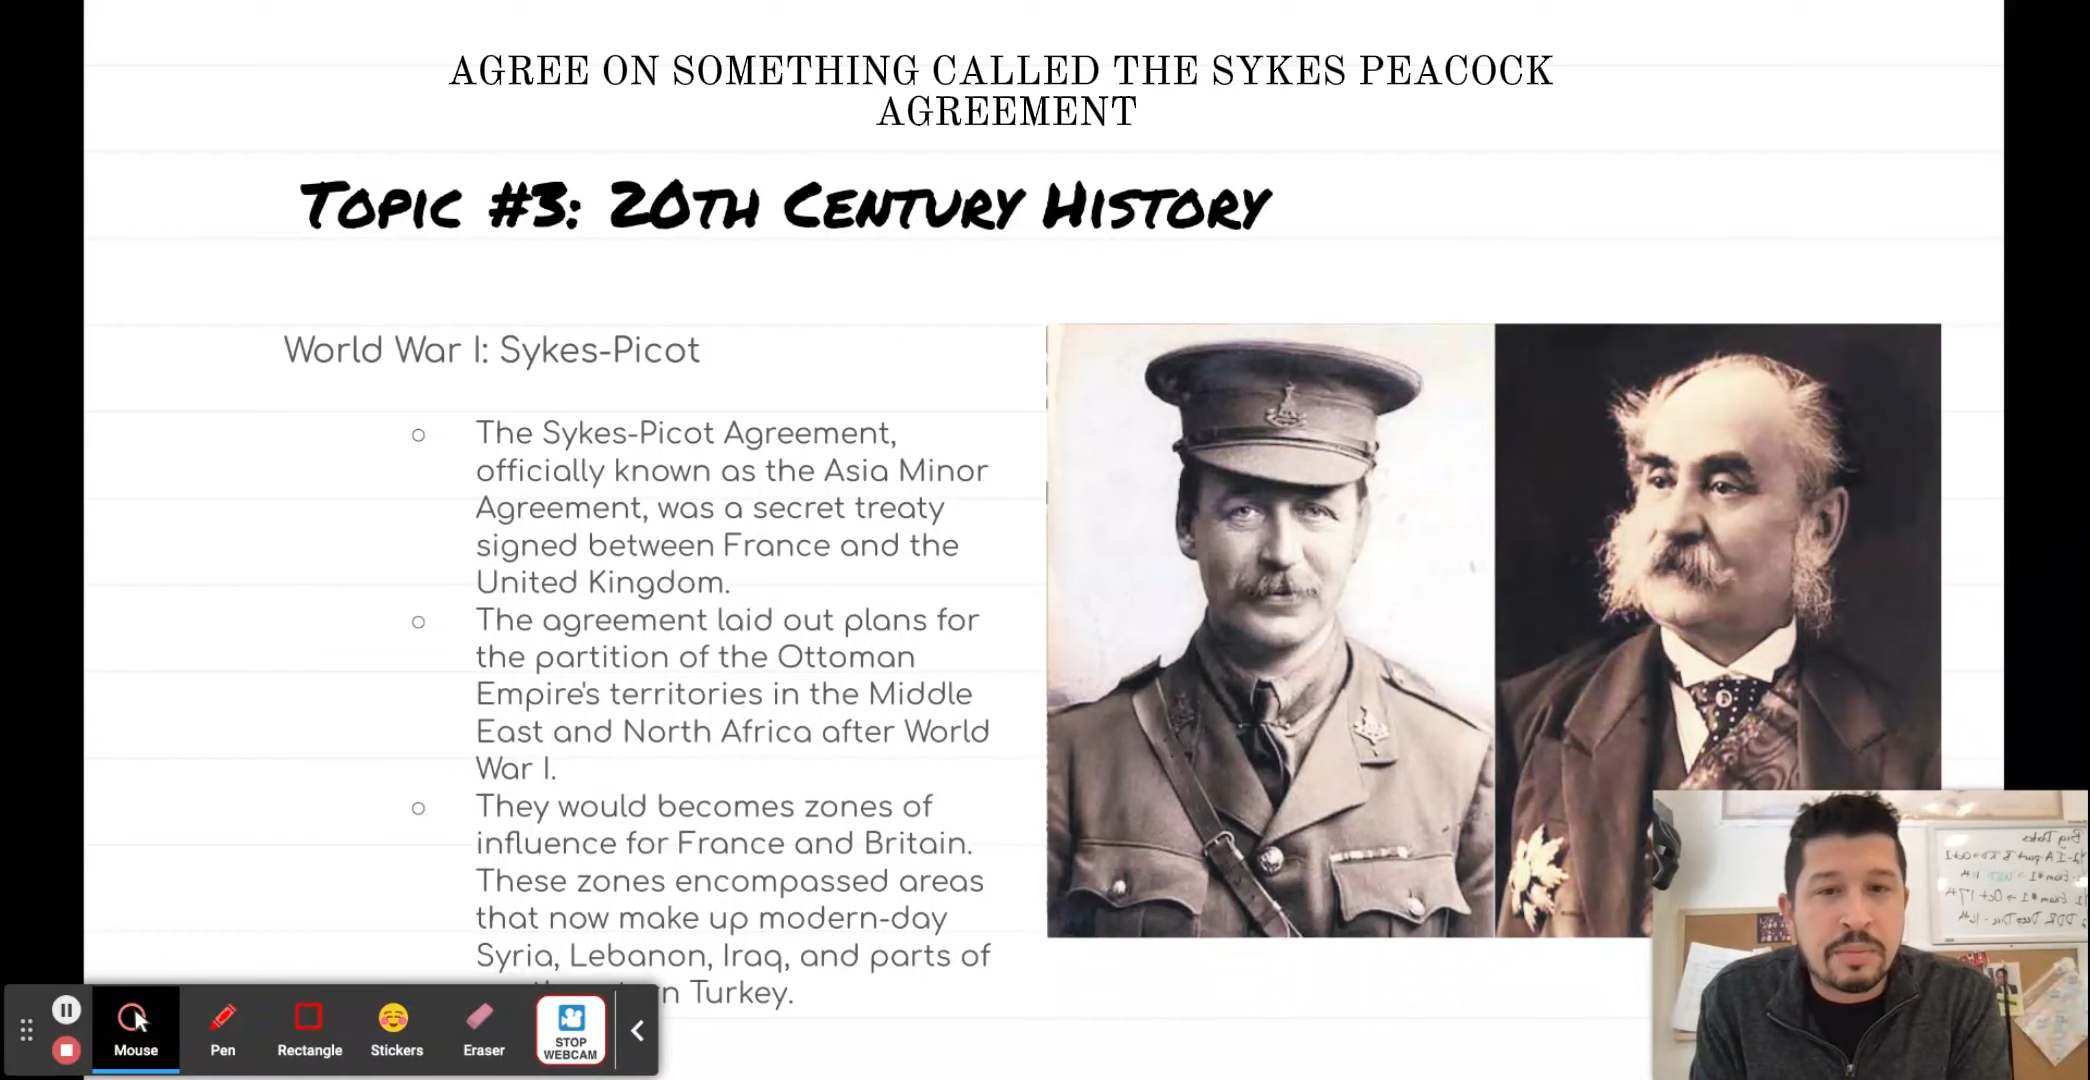 AGREE ON SOMETHING CALLED THE SYKES PEACOCK
AGREEMENT
Topic #3: 20th Century History
World War I: Sykes-Picot
The Sykes-Picot Agreement,
officially known as the Asia Minor
Agreement, was a secret treaty
signed between France and the
United Kingdom.
The agreement laid out plans for
the partition of the Ottoman
Empire's territories in the Middle
East and North Africa after World
War I.
They would becomes zones of
influence for France and Britain.
These zones encompassed areas
that now make up modern-day
Syria, Lebanon, Iraq, and parts of
Turkey.
Big Dates
Mouse
Pen
Rectangle
Stickers
Eraser
STOP
WEBCAM